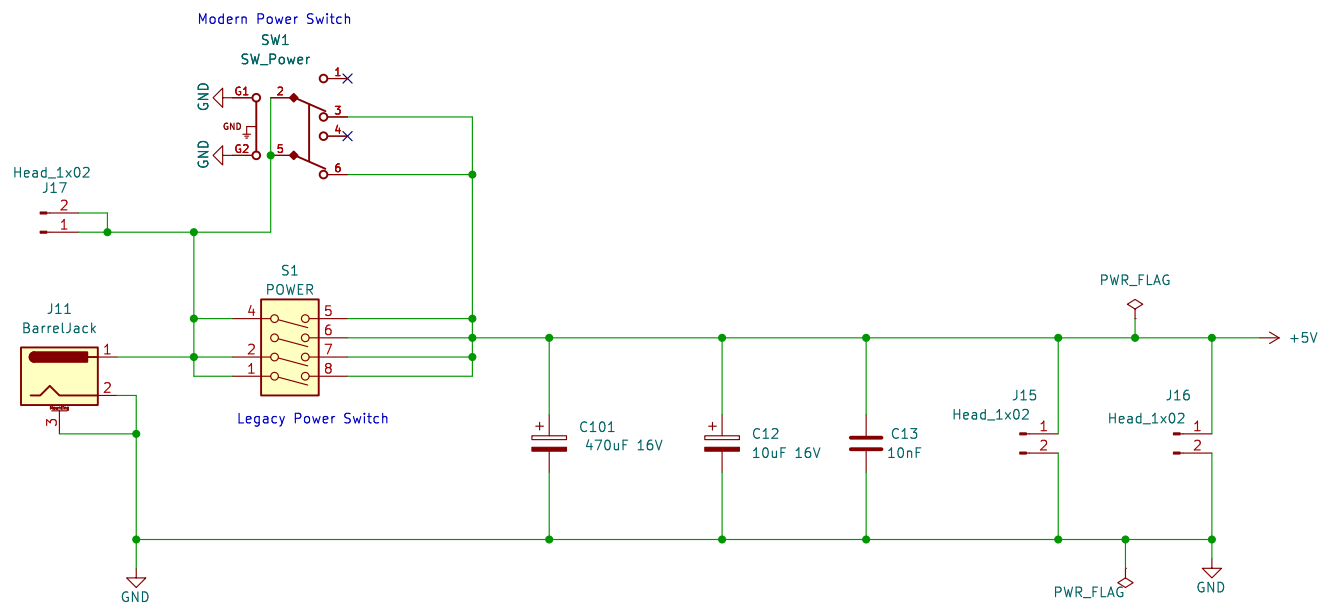 Modern Power Switch
SW1
SW_Power
1
GND
G1
2
3
GND
4
GND
G2
5
6
Head_1x02
J17
2
1
S1
POWER
4
5
6
2
7
1
8
Legacy Power Switch
J11
BarrelJack
1
2
3
PWR_FLAG
+5V
+
C101
470uF 16V
+
C12
10uF 16V
C13
10nF
J15
Head_1x02
1
2
J16
Head_1x02
1
2
GND
PWR_FLAG
GND